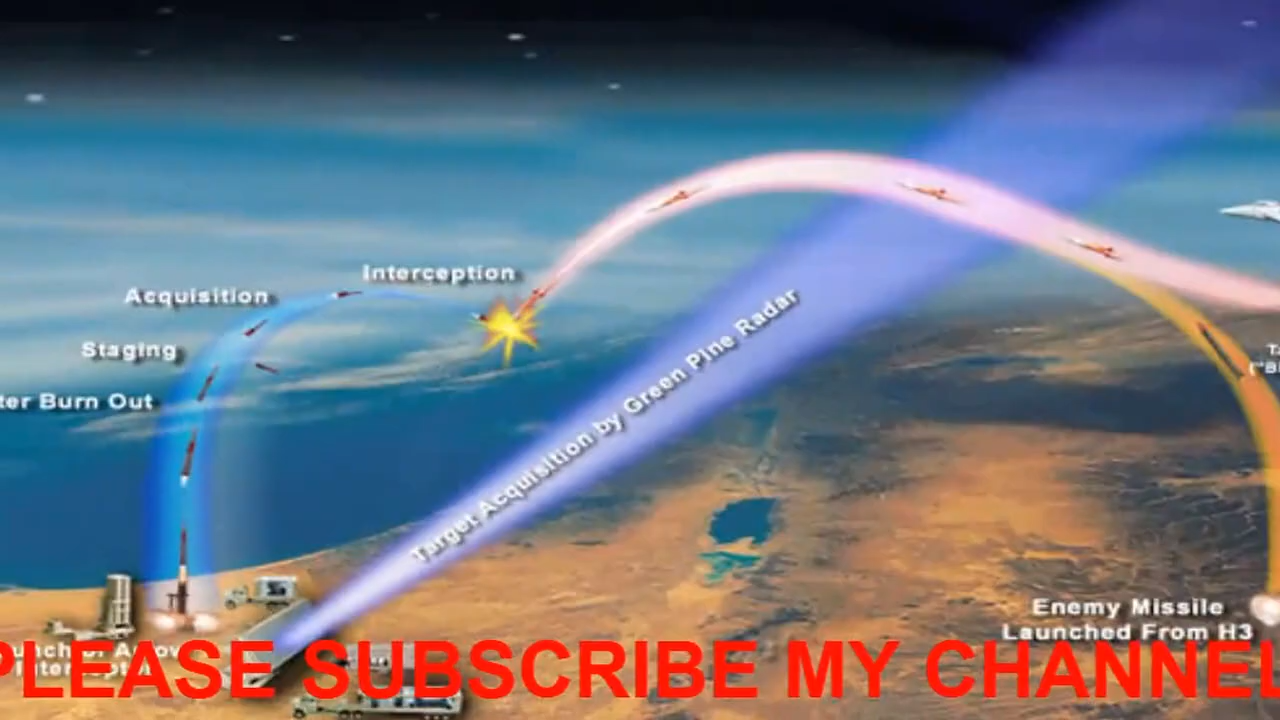 Interception
Acquisition
Target Acquisition by Green Pine Radar
Staging
ter Burn Out
Enemy Missile
Launched From H3
PLEASE SUBSCRIBE MY CHANNEL